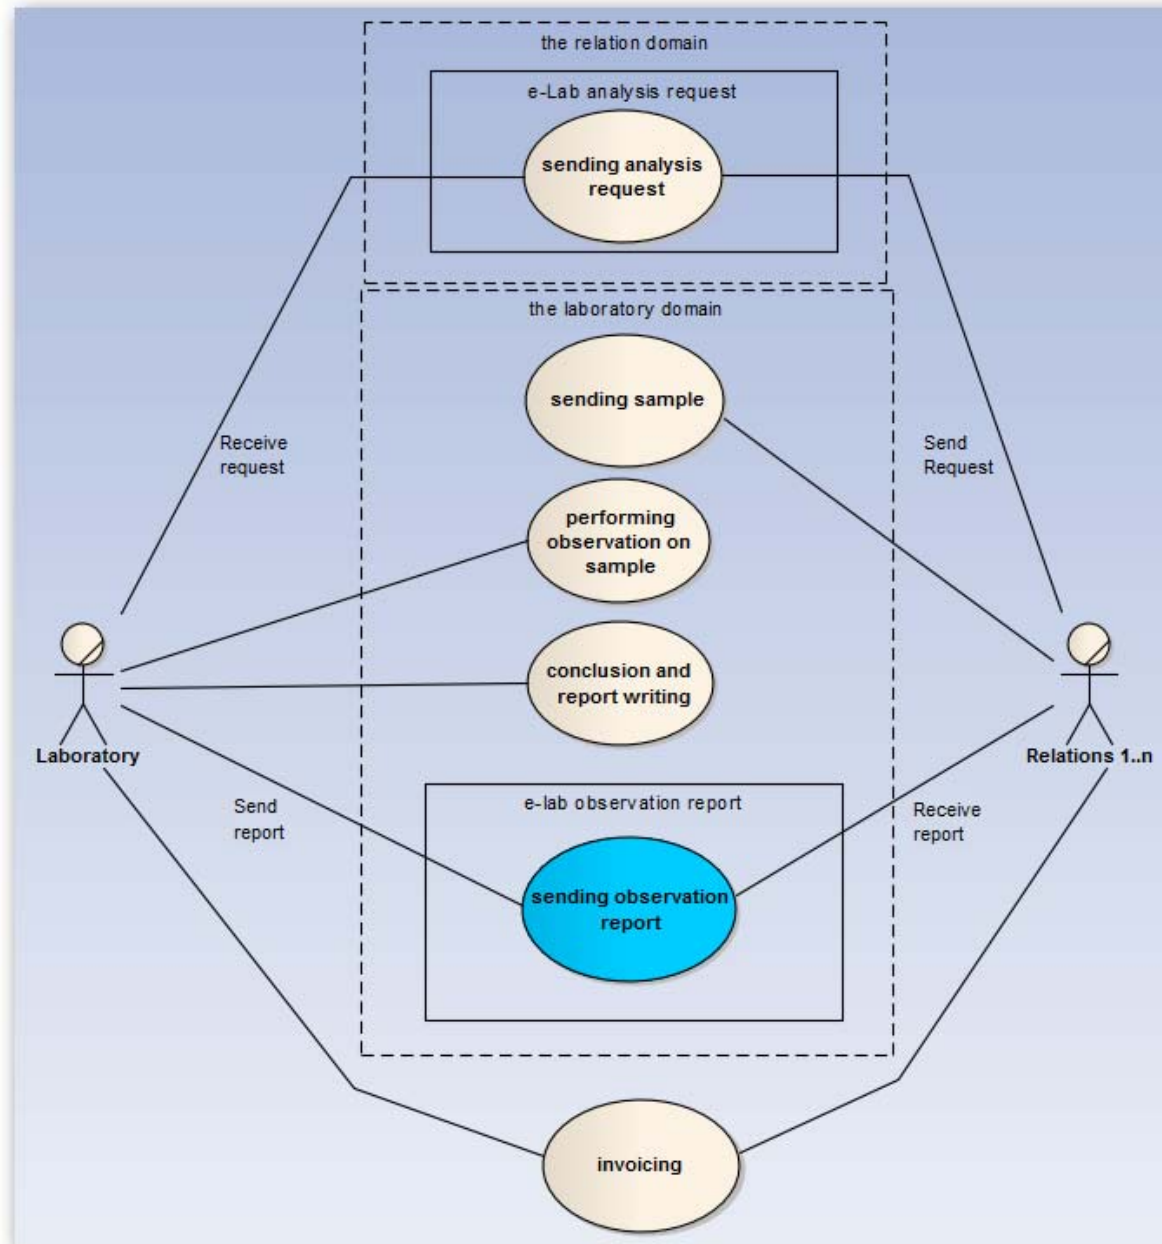 the relation domain
e-Lab analysis request
sending analysis
request
the laboratory domain
sending sample
Receive
request
Send
Request
performing
observation on
sample
conclusion and
report writing
Laboratory
Relations 1..n
e-lab observation report
Send
report
Receive
report
sending observation
report
invoicing